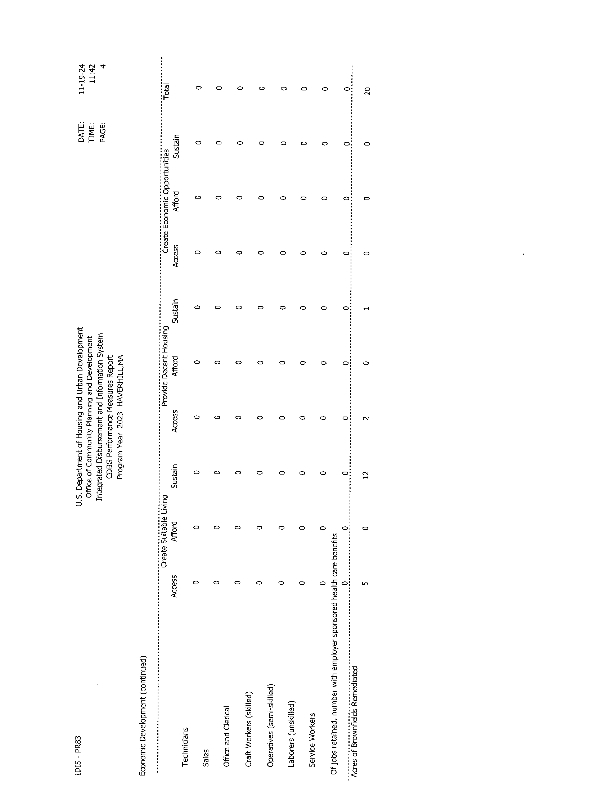 IDIS - PR83 U.S. Department of Housing and Urban Development DATE: 11-15-24
Office of Community Planning and Development TIME: 11:42
Integrated Disbursement and Information System PAGE: 4
CDBG Performance Measures Report
Program Year 2023 HAVERHILL,MA
Economic Development (continued)
Create Suitable Living Provide Decent Housing Create Economic Opportunities
Access Afford Sustain Access Afford Sustain Access Afford Sustain Total
Technicians 0 0 0 0 0 0 0 0 0 0
Sales 0 0 0 0 0 0 0 0 0 0
Office and Clerical 0 0 0 0 0 0 0 0 0 0
Craft Workers (skilled) 0 0 0 0 0 0 0 0 0 0
Operatives (semi-skilled) 0 0 0 0 0 0 0 0 0 0
Laborers (unskilled) 0 0 0 0 0 0 0 0 0 0
Service Workers 0 0 0 0 0 0 0 0 0 0
Of jobs retained, number with employer sponsored health care benefits
0 0 0 0 0 0 0 0 0 0
Acres of Brownfields Remediated 5 0 12 2 0 1 0 0 0 20